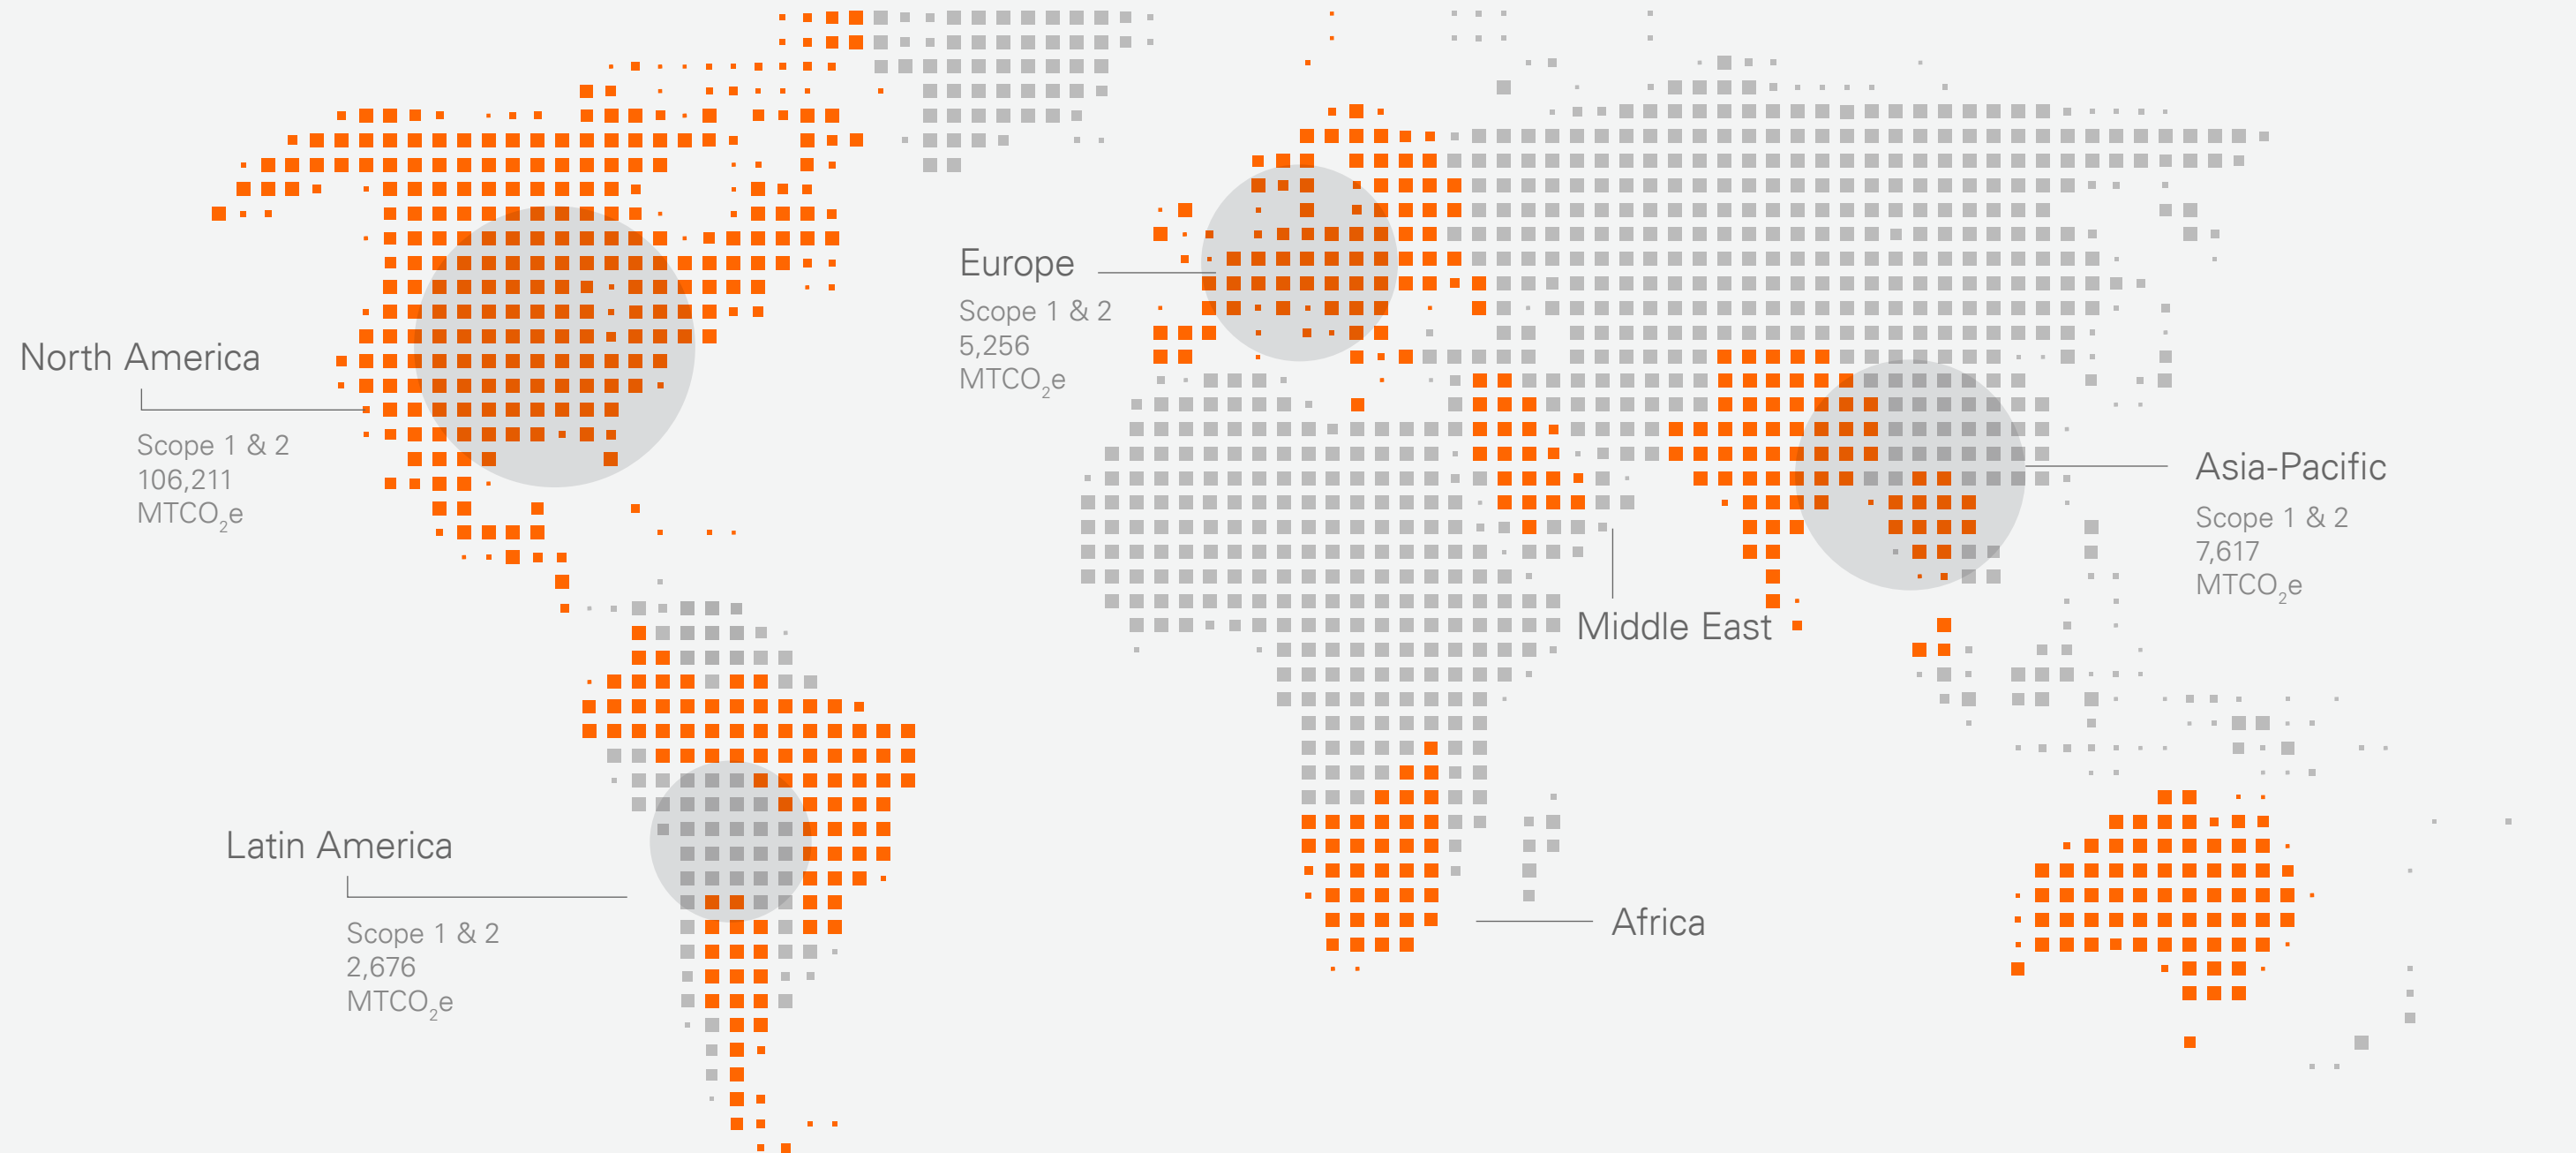 North America
Scope 1 & 2
106,211
MTCO₂e
Latin America
Scope 1 & 2
2,676
MTCO₂e
Europe
Scope 1 & 2
5,256
MTCO₂e
Middle East
Africa
Asia-Pacific
Scope 1 & 2
7,617
MTCO₂e